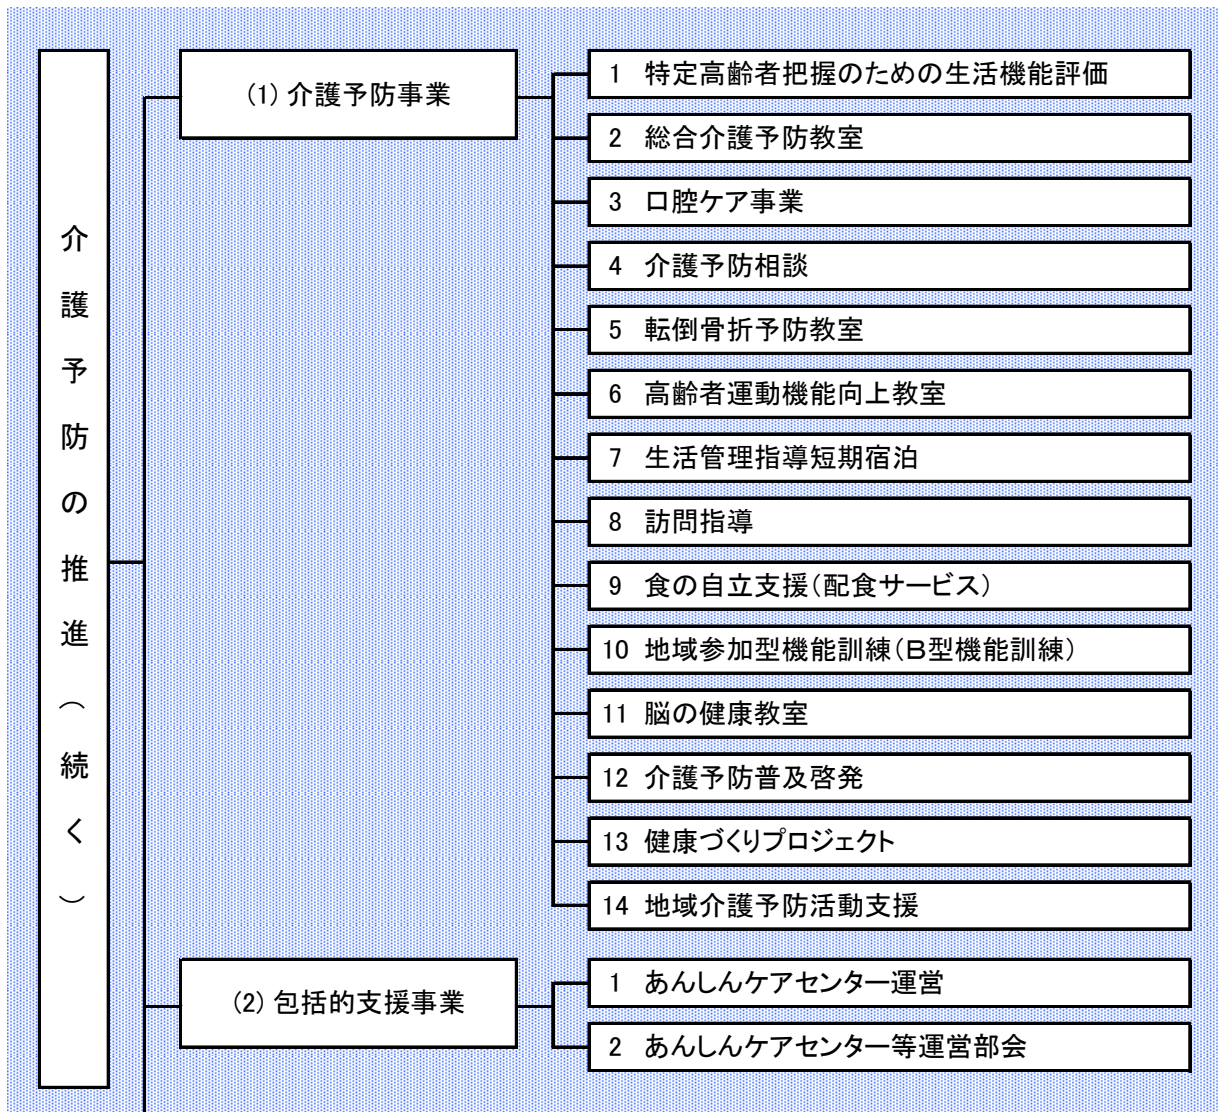 介護予防の推進（続く）
(1) 介護予防事業
1 特定高齢者把握のための生活機能評価
2 総合介護予防教室
3 口腔ケア事業
4 介護予防相談
5 転倒骨折予防教室
6 高齢者運動機能向上教室
7 生活管理指導短期宿泊
8 訪問指導
9 食の自立支援（配食サービス）
10 地域参加型機能訓練（Ｂ型機能訓練）
11 脳の健康教室
12 介護予防普及啓発
13 健康づくりプロジェクト
14 地域介護予防活動支援
(2) 包括的支援事業
1 あんしんケアセンター運営
2 あんしんケアセンター等運営部会